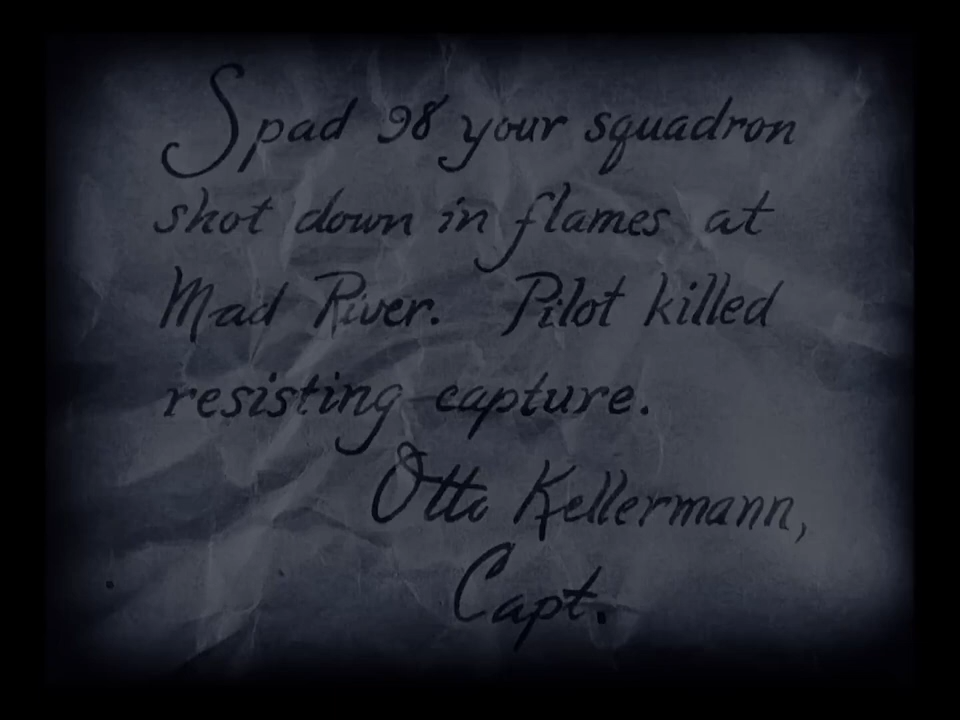 Spad 98 your squadron
shot down in flames at
Mad River. Pilot killed
resisting capture.
Otto Kellermann,
Capt.